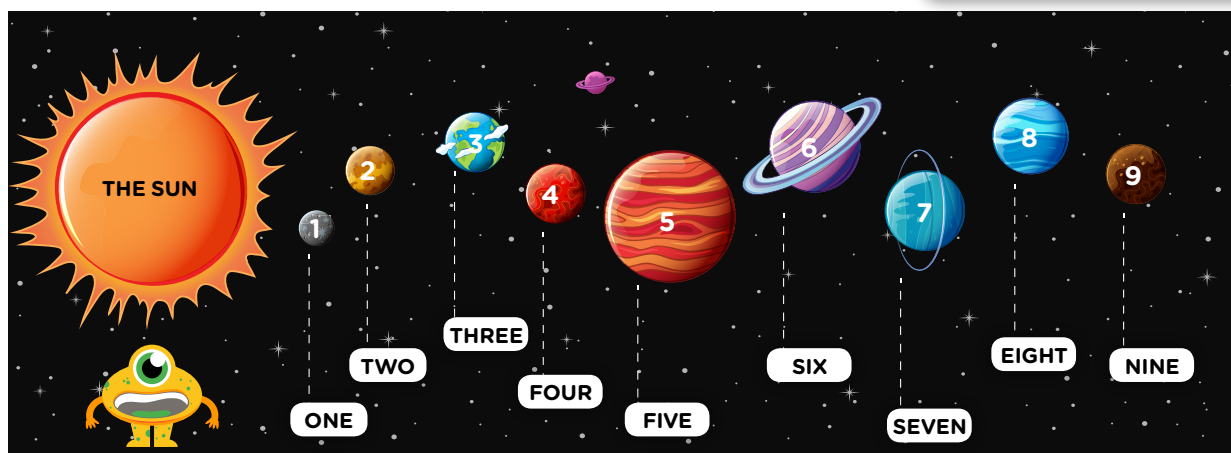 THE SUN
1
2
3
4
5
6
7
8
9
ONE
TWO
THREE
FOUR
FIVE
SIX
SEVEN
EIGHT
NINE